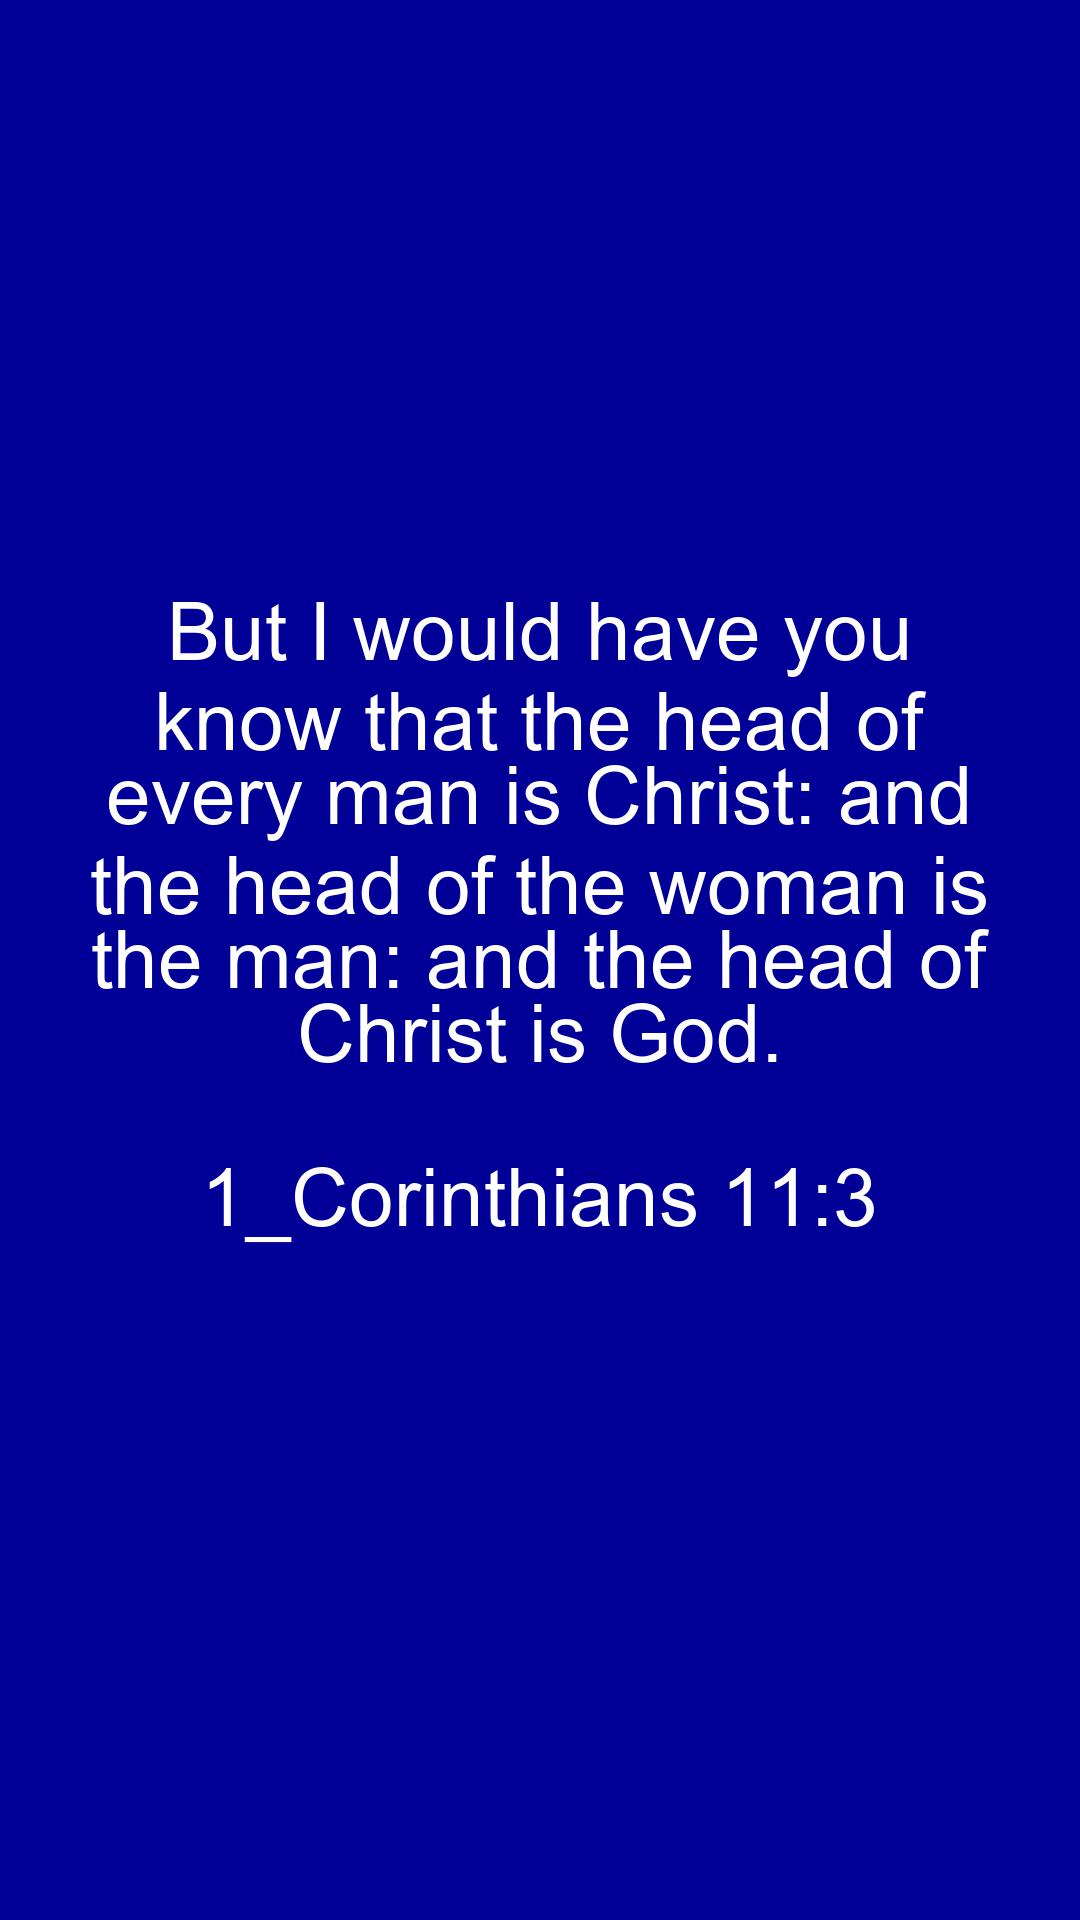 But I would have you
know that the head of
every man is Christ: and
the head of the woman is
the man: and the head of
Christ is God.
1_Corinthians 11:3